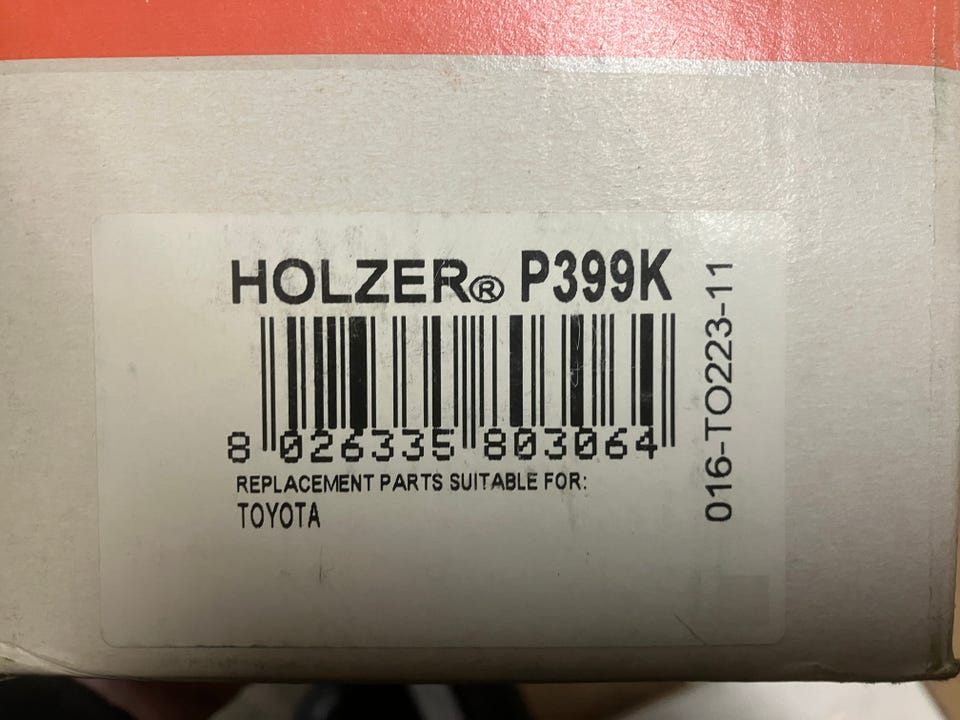 HOLZER® P399K
8 026335 803064
REPLACEMENT PARTS SUITABLE FOR:
TOYOTA
016-TO223-11